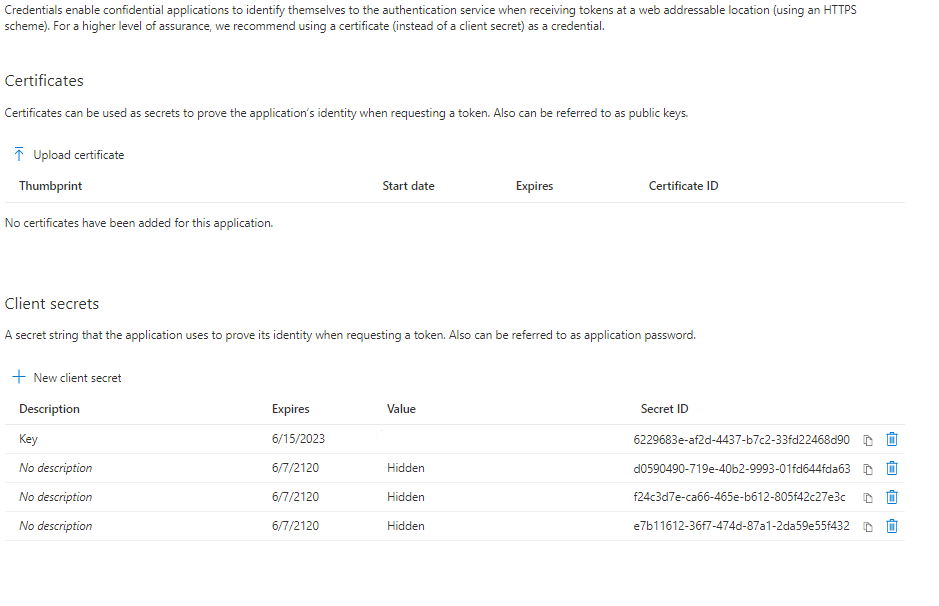 Credentials enable confidential applications to identify themselves to the authentication service when receiving tokens at a web addressable location (using an HTTPS
scheme). For a higher level of assurance, we recommend using a certificate (instead of a client secret) as a credential.
Certificates
Certificates can be used as secrets to prove the application's identity when requesting a token. Also can be referred to as public keys.
Upload certificate
Thumbprint Start date Expires Certificate ID
No certificates have been added for this application.
Client secrets
A secret string that the application uses to prove its identity when requesting a token. Also can be referred to as application password.
New client secret
Description Expires Value Secret ID
Key 6/15/2023 6229683e-af2d-4437-b7c2-33fd22468d90
No description 6/7/2120 Hidden d0590490-719e-40b2-9993-01fd644fda63
No description 6/7/2120 Hidden f24c3d7e-ca66-465e-b612-805f42c27e3c
No description 6/7/2120 Hidden e7b11612-36f7-474d-87a1-2da59e55f432